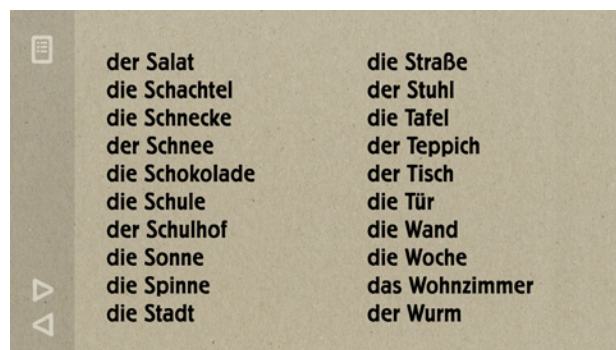 der Salat
die Schachtel
die Schnecke
der Schnee
die Schokolade
die Schule
der Schulhof
die Sonne
die Spinne
die Stadt
die Straße
der Stuhl
die Tafel
der Teppich
der Tisch
die Tür
die Wand
die Woche
das Wohnzimmer
der Wurm